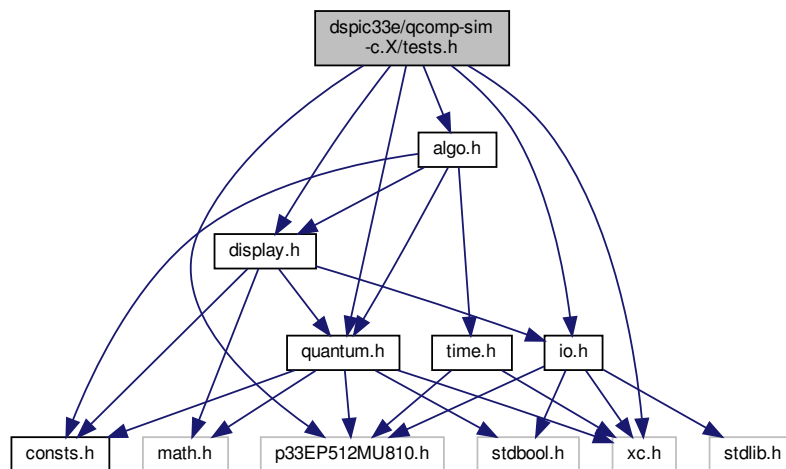 dspic33e/qcomp-sim
-c.X/tests.h
algo.h
display.h
quantum.h
time.h
io.h
consts.h
math.h
p33EP512MU810.h
stdbool.h
xc.h
stdlib.h